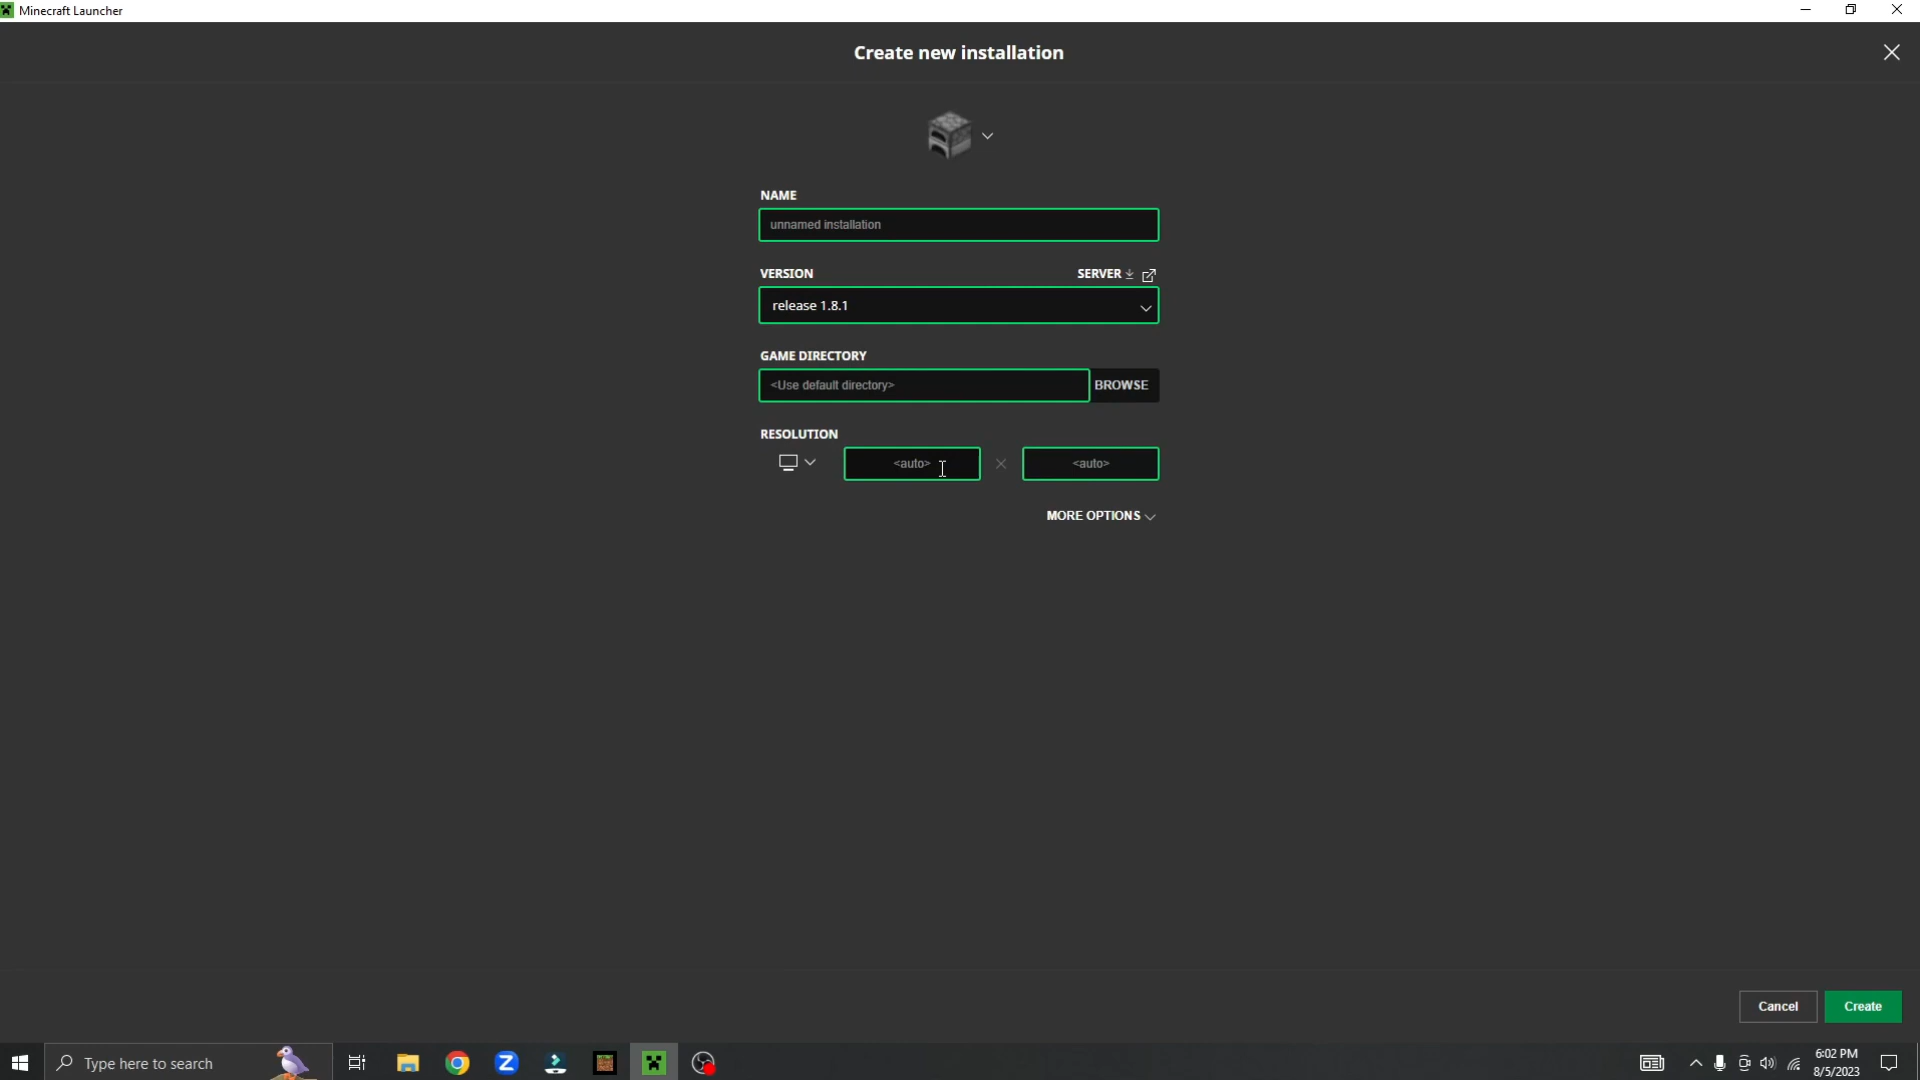 Minecraft Launcher
Create new installation
NAME
unnamed installation
VERSION
SERVER
release 1.8.1
GAME DIRECTORY
<Use default directory>
BROWSE
RESOLUTION
<auto>
<auto>
MORE OPTIONS
Cancel
Create
Type here to search
6:02 PM
8/5/2023